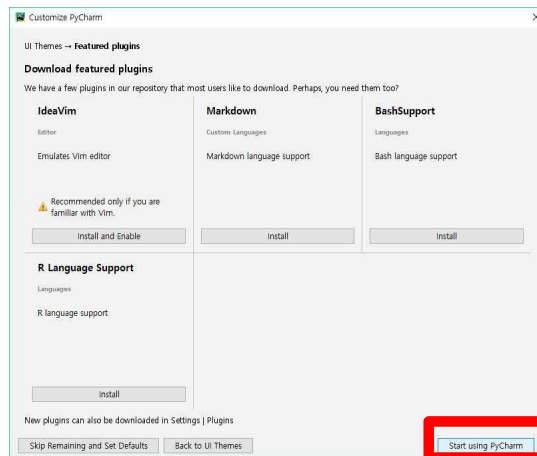 Customize PyCharm
UI Themes → Featured plugins
Download featured plugins
We have a few plugins in our repository that most users like to download. Perhaps, you need them too?
IdeaVim
Editor
Emulates Vim editor
Recommended only if you are
familiar with Vim.
Install and Enable
Markdown
Custom Languages
Markdown language support
Install
BashSupport
Languages
Bash language support
Install
R Language Support
Languages
R language support
Install
New plugins can also be downloaded in Settings | Plugins
Skip Remaining and Set Defaults
Back to UI Themes
Start using PyCharm